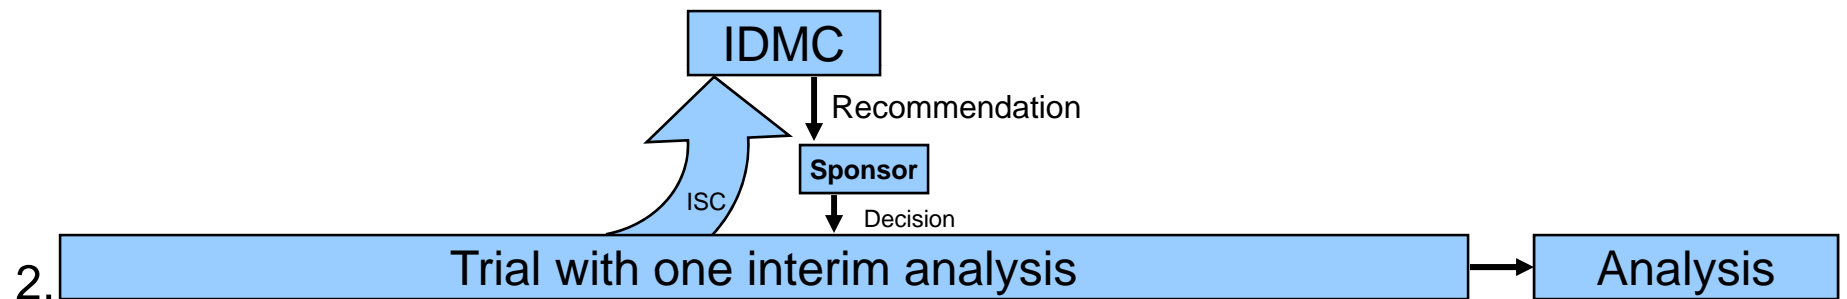 IDMC
Recommendation
Sponsor
ISC
Decision
2.
Trial with one interim analysis
Analysis